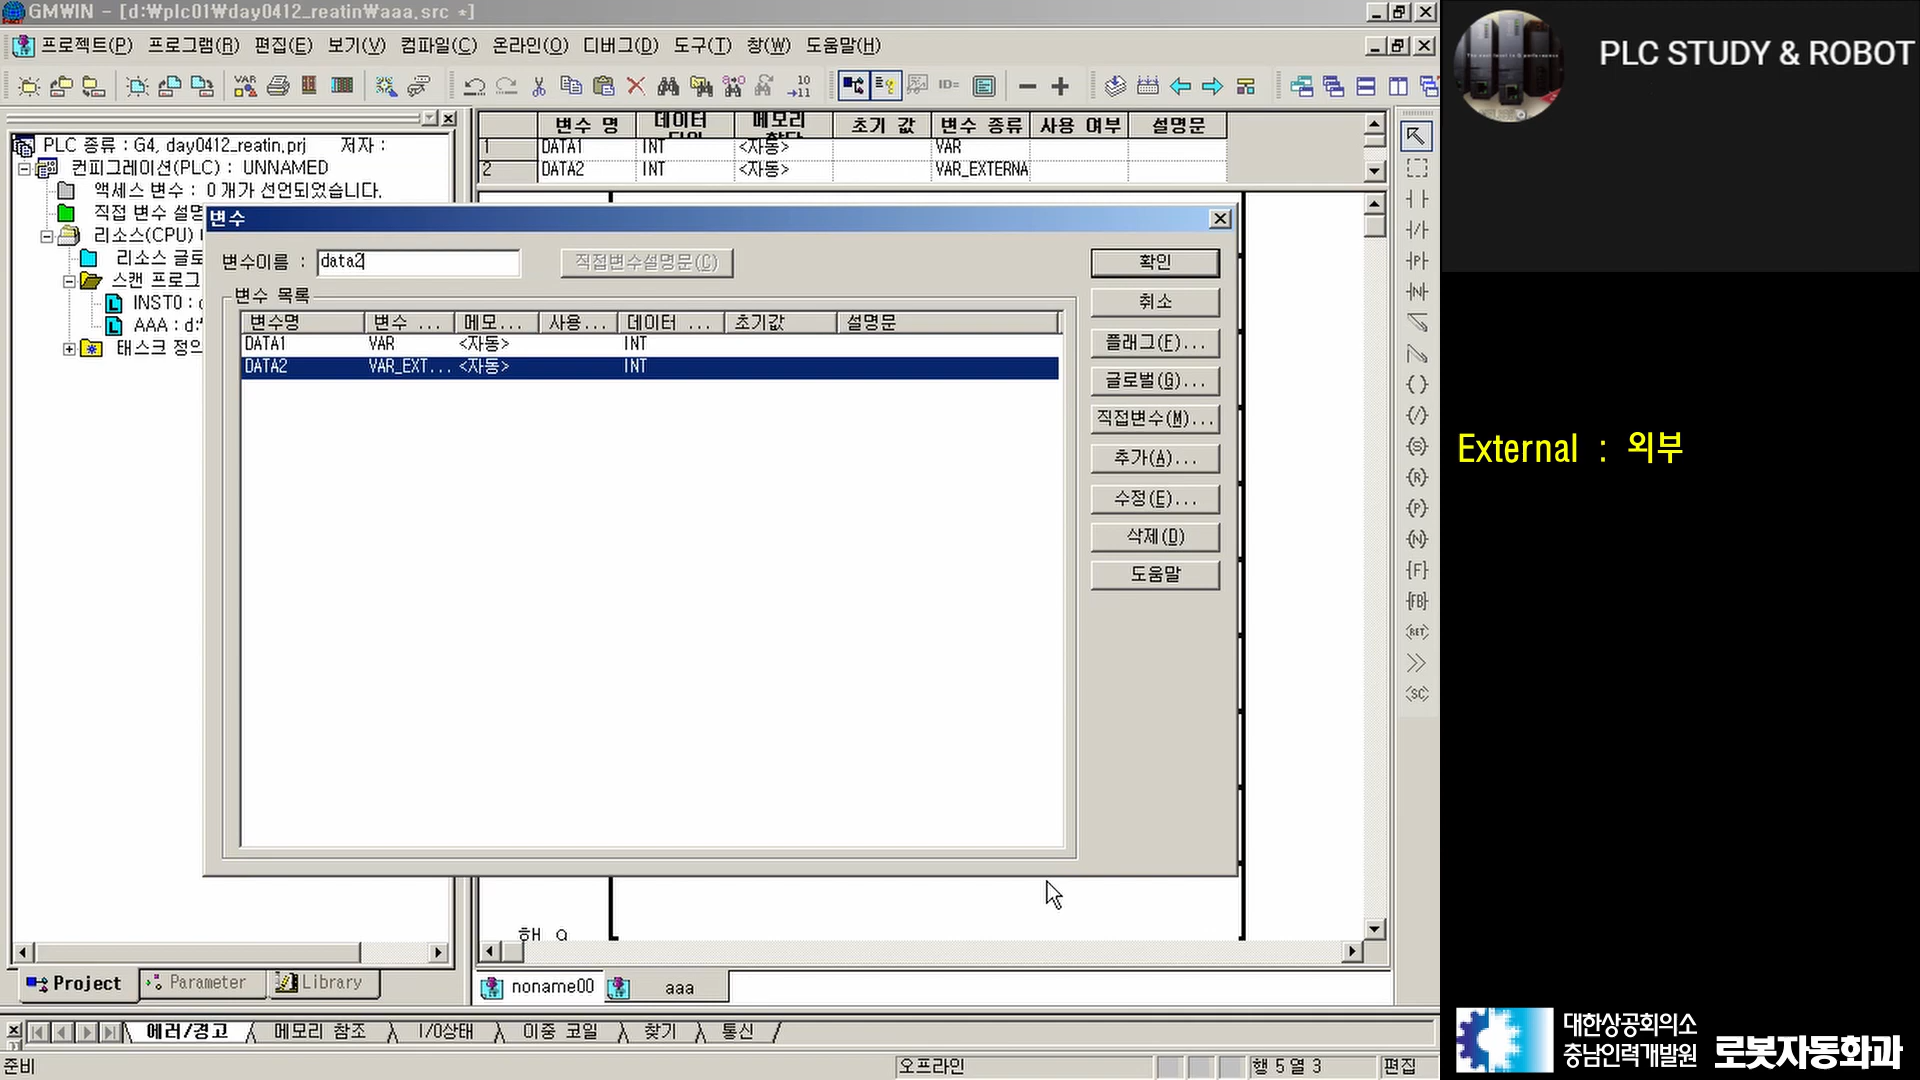 GMWIN - [d:₩plc01₩day0412_reatin₩aaa.src *]
프로젝트(P) 프로그램(R) 편집(E) 보기(V) 컴파일(C) 온라인(O) 디버그(D) 도구(T) 창(W) 도움말(H)
PLC 종류 : G4, day0412_reatin.prj 저자 :
컨피그레이션(PLC) : UNNAMED
액세스 변수 : 0 개가 선언되었습니다.
직접 변수 설명
리소스(CPU)
리소스 글로
스캔 프로그
INST0 :
AAA : d:
태스크 정의
변수 명 데이터 메모리 초기 값 변수 종류 사용 여부 설명문
1 DATA1 INT <자동> VAR
2 DATA2 INT <자동> VAR_EXTERNA
변수
변수이름 : data2
직접변수설명문(C)
변수 목록
변수명 변수 ... 메모... 사용... 데이터 ... 초기값 설명문
DATA1 VAR <자동> INT
DATA2 VAR_EXT... <자동> INT
확인
취소
플래그(F)...
글로벌(G)...
직접변수(M)...
추가(A)...
수정(E)...
삭제(D)
도움말
행 9
Project Parameter Library
noname00 aaa
에러/경고 메모리 참조 I/O상태 이중 코일 찾기 통신
준비 오프라인 행 5 열 3 편집
PLC STUDY & ROBOT
External : 외부
대한상공회의소
충남인력개발원 로봇자동화과